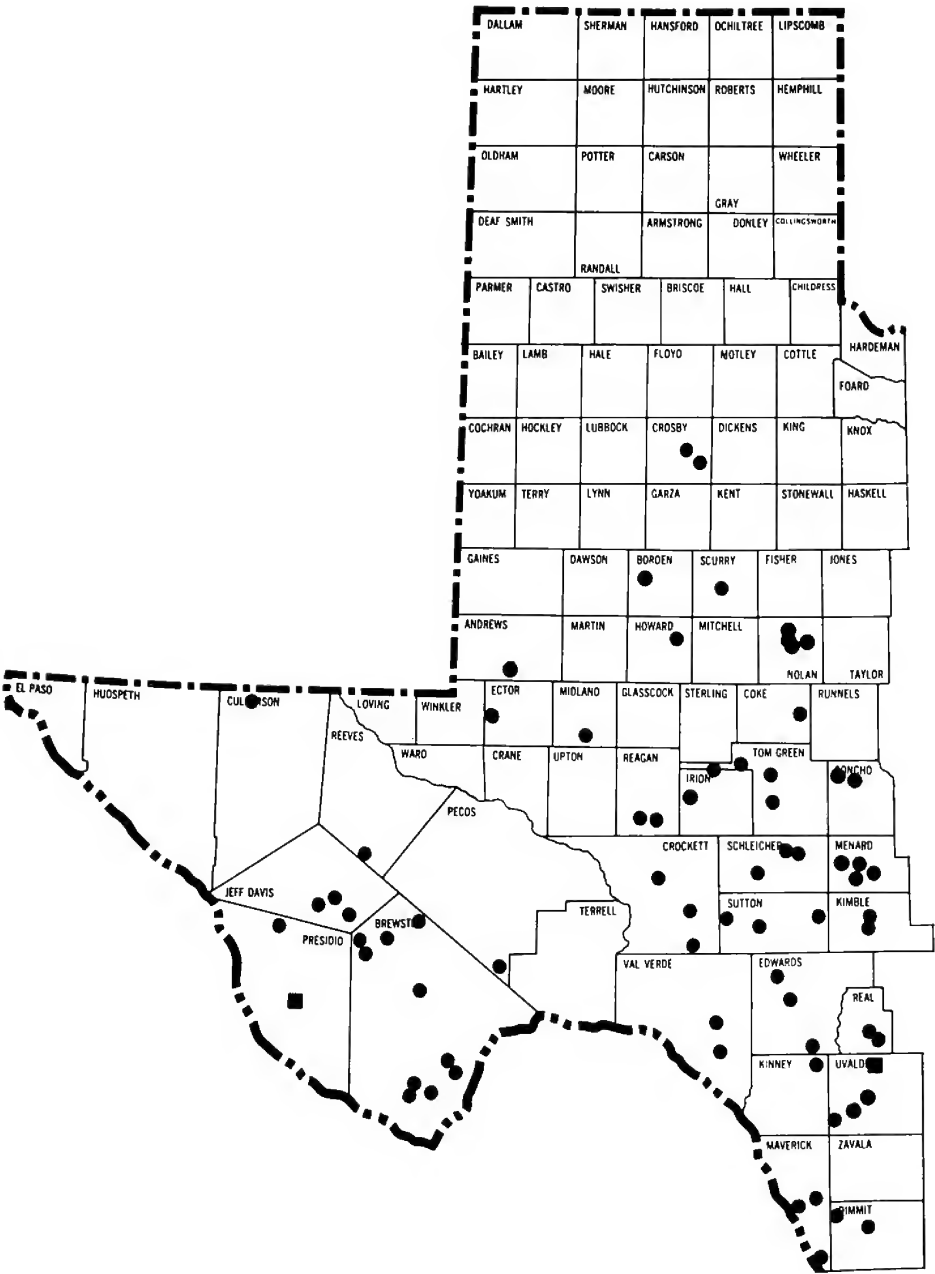 DALLAM SHERMAN HANSFORD OCHILTREE LIPSCOMB
HARTLEY MOORE HUTCHINSON ROBERTS HEMPHILL
OLDHAM POTTER CARSON WHEELER
GRAY
DEAF SMITH ARMSTRONG DONLEY COLLINGSWORTH
RANDALL
PARMER CASTRO SWISHER BRISCOE HALL CHILDRESS
HARDEMAN
BAILEY LAMB HALE FLOYD MOTLEY COTTLE
FOARD
COCHRAN HOCKLEY LUBBOCK CROSBY DICKENS KING KNOX
YOAKUM TERRY LYNN GARZA KENT STONEWALL HASKELL
GAINES DAWSON BORDEN SCURRY FISHER JONES
ANDREWS MARTIN HOWARD MITCHELL
NOLAN TAYLOR
EL PASO HUDSPETH CULBERSON LOVING WINKLER ECTOR MIDLAND GLASSCOCK STERLING COKE RUNNELS
REEVES
WARD CRANE UPTON REAGAN TOM GREEN
IRION CONCHO
PECOS
CROCKETT SCHLEICHER MENARD
JEFF DAVIS
TERRELL SUTTON KIMBLE
PRESIDIO BREWSTER
VAL VERDE EDWARDS
REAL
KINNEY UVALDE
MAVERICK ZAVALA
DIMMIT